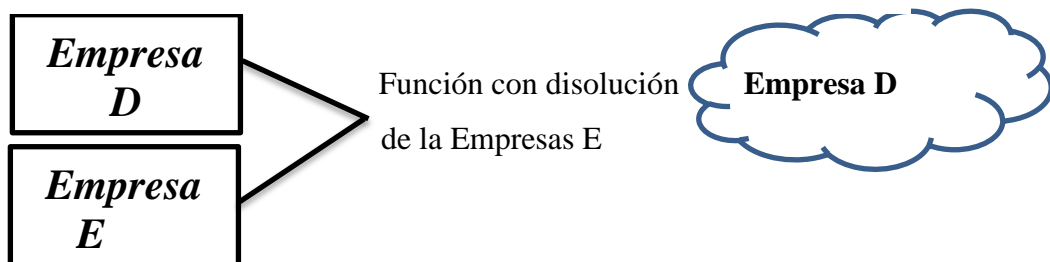 Empresa
D
Función con disolución
de la Empresas E
Empresa D
Empresa
E